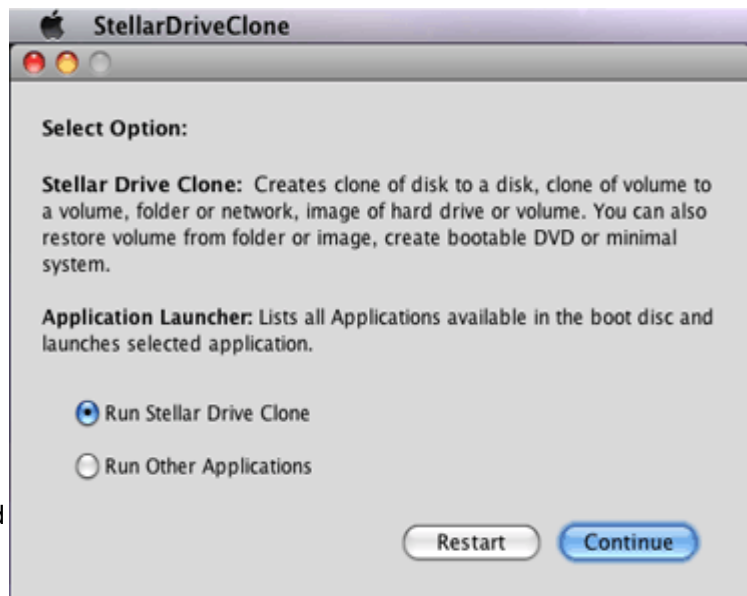 StellarDriveClone
Select Option:
Stellar Drive Clone: Creates clone of disk to a disk, clone of volume to
a volume, folder or network, image of hard drive or volume. You can also
restore volume from folder or image, create bootable DVD or minimal
system.
Application Launcher: Lists all Applications available in the boot disc and
launches selected application.
Run Stellar Drive Clone
Run Other Applications
Restart Continue